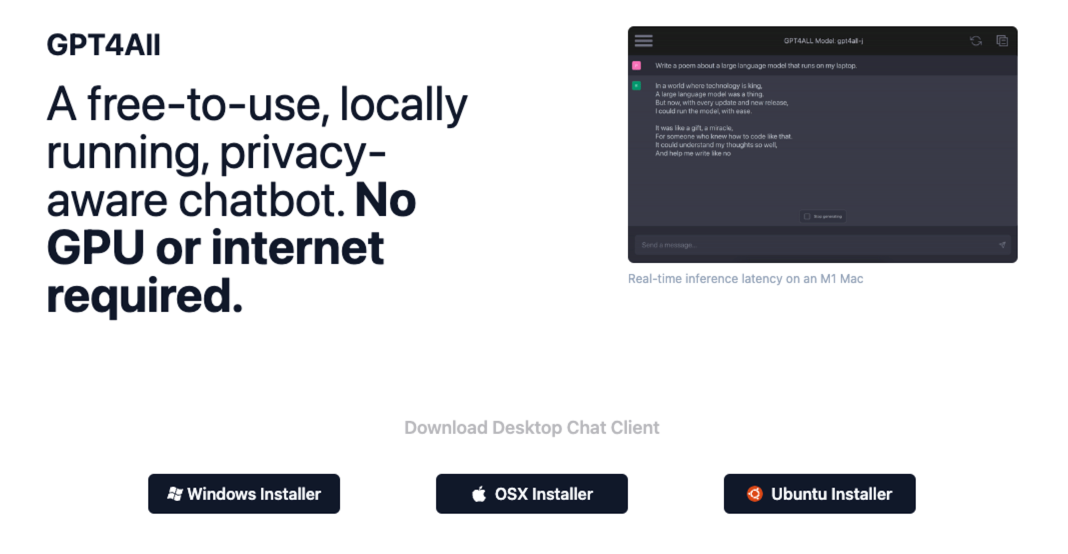 GPT4All
A free-to-use, locally
running, privacy-
aware chatbot. No
GPU or internet
required.
GPT4ALL Model: gpt4all-j
Write a poem about a large language model that runs on my laptop.
In a world where technology is king,
A large language model was a thing.
But now, with every update and new release,
I could run the model, with ease.
It was like a gift, a miracle,
For someone who knew how to code like that.
It could understand my thoughts so well,
And help me write like no
Stop generating
Send a message...
Real-time inference latency on an M1 Mac
Download Desktop Chat Client
Windows Installer
OSX Installer
Ubuntu Installer